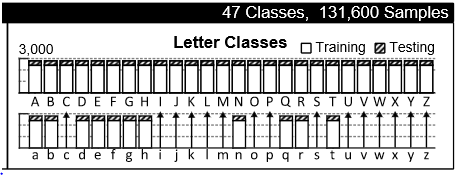 47 Classes, 131,600 Samples
Letter Classes
Training Testing
3,000
A B C D E F G H I J K L M N O P Q R S T U V W X Y Z
a b c d e f g h i j k l m n o p q r s t u v w x y z